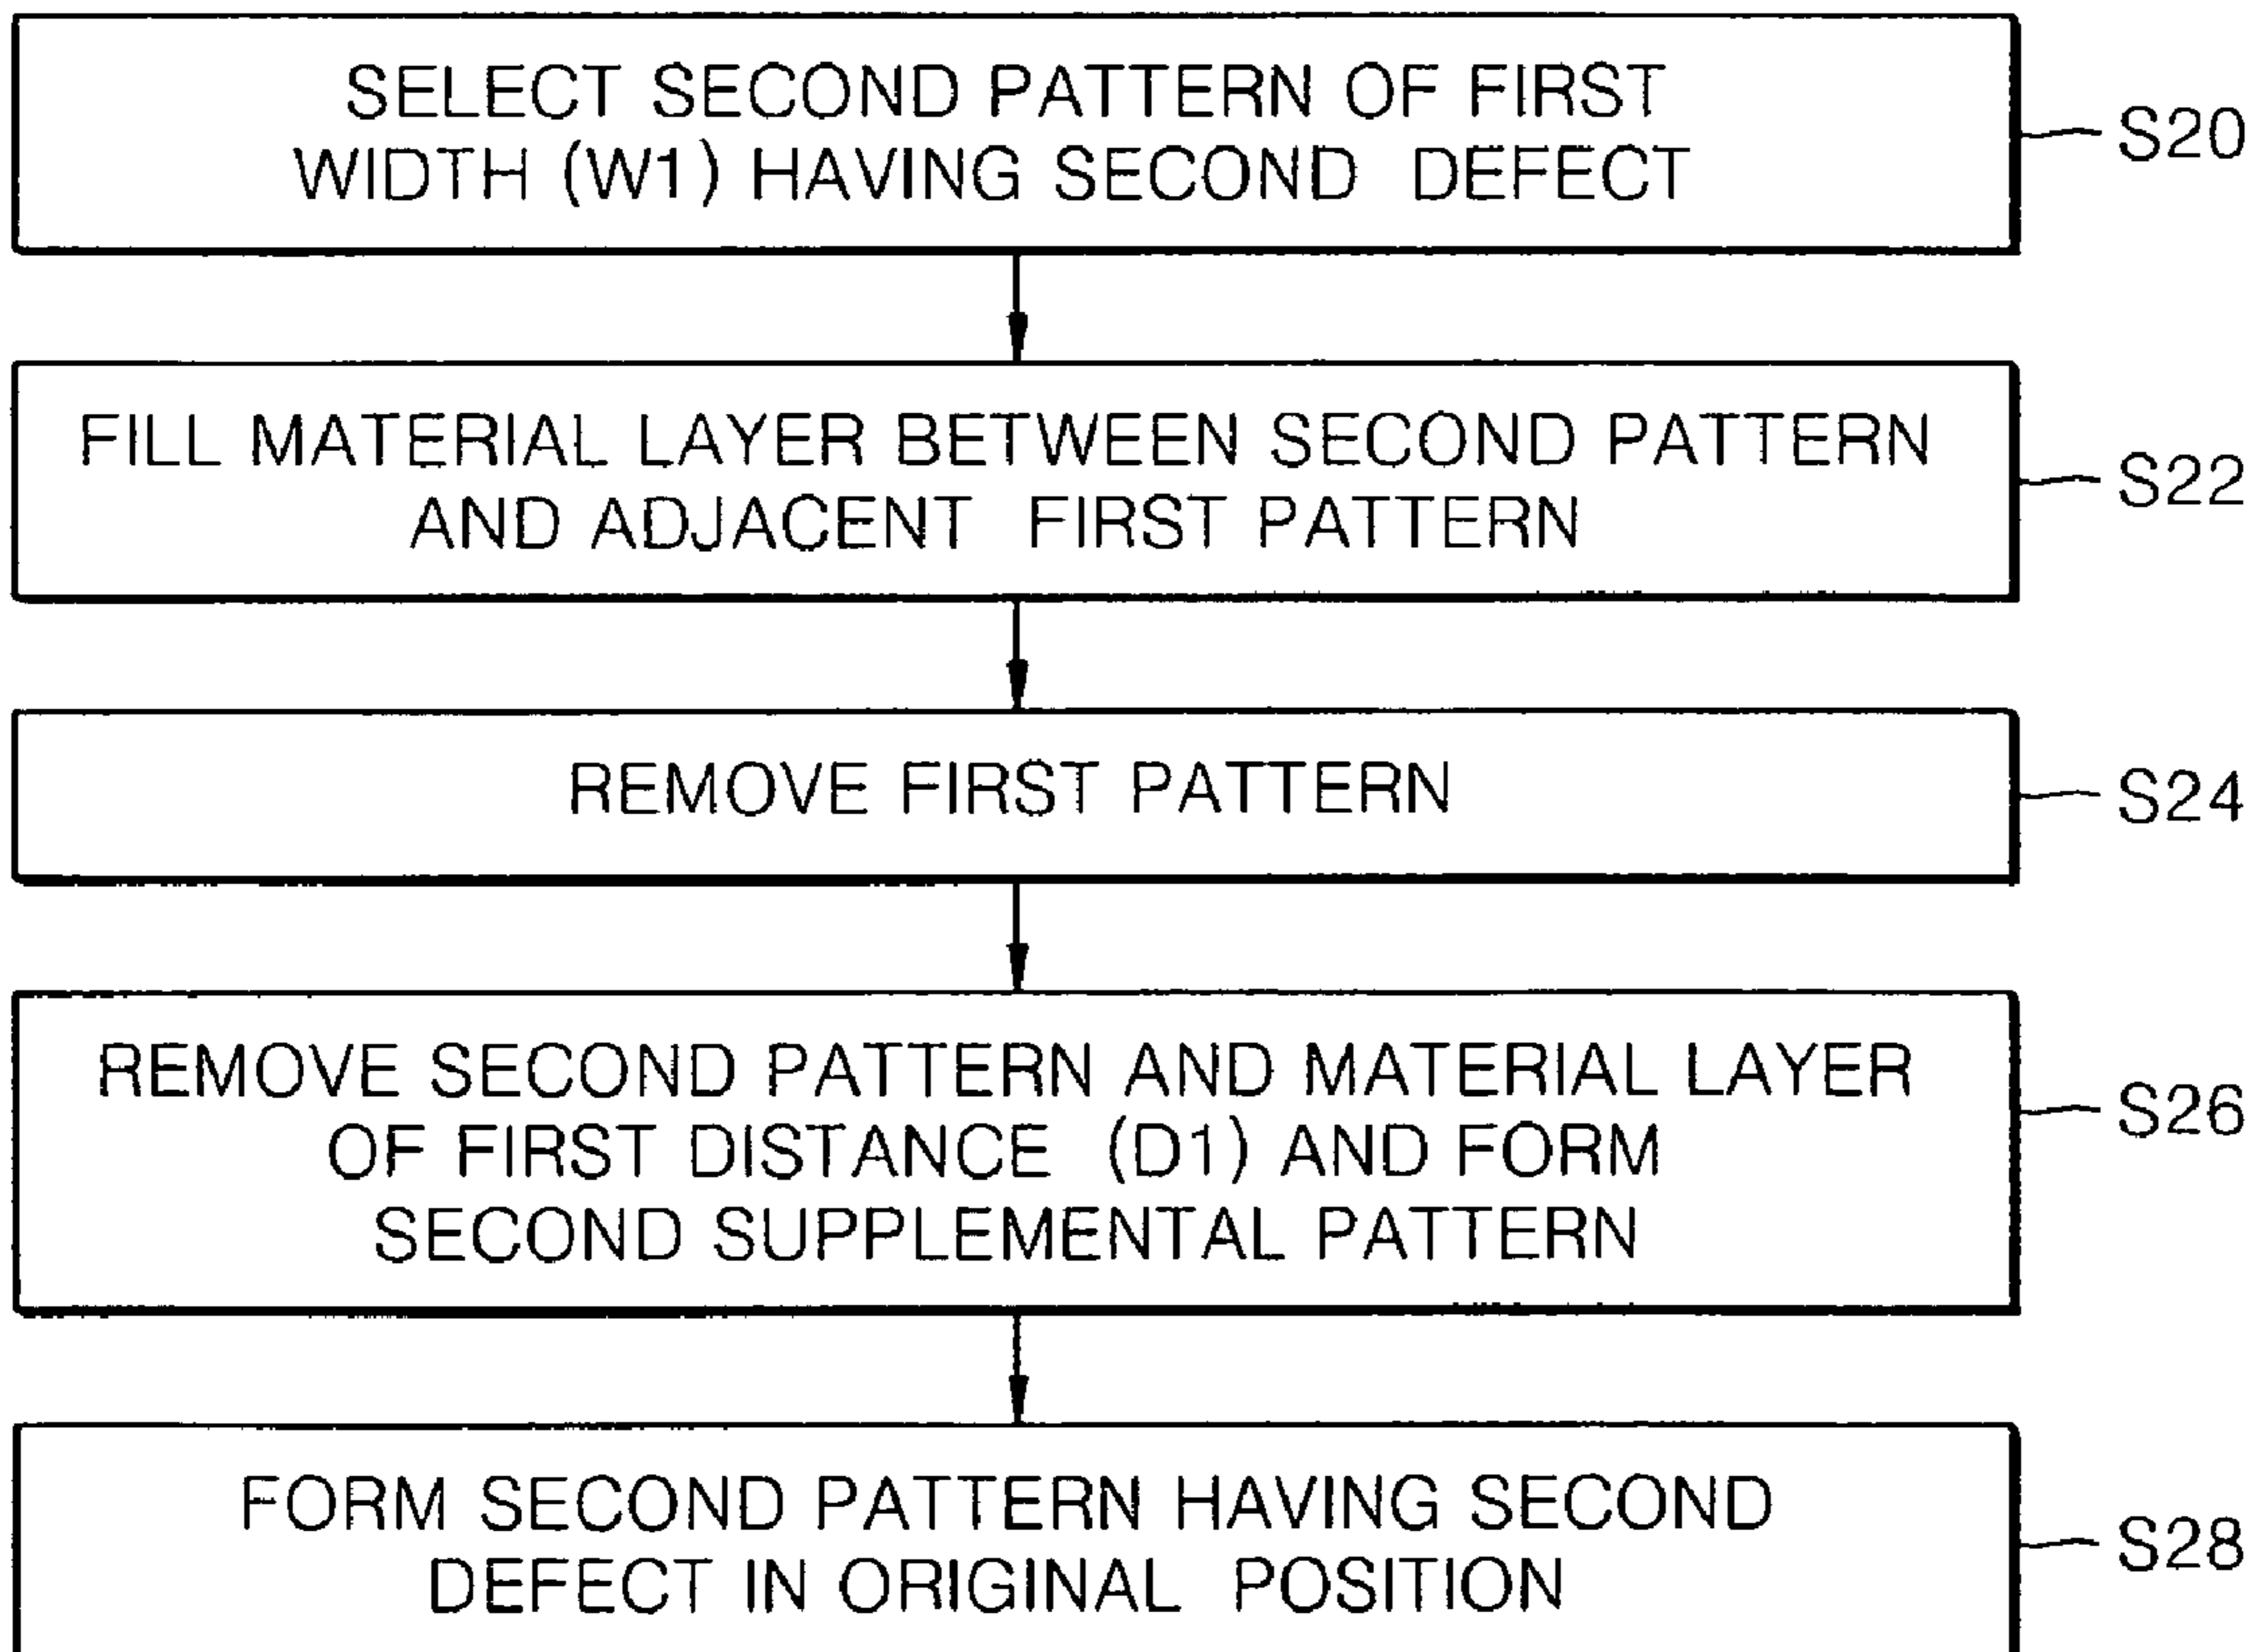 SELECT SECOND PATTERN OF FIRST
WIDTH (W1) HAVING SECOND DEFECT
S20
FILL MATERIAL LAYER BETWEEN SECOND PATTERN
AND ADJACENT FIRST PATTERN
S22
REMOVE FIRST PATTERN
S24
REMOVE SECOND PATTERN AND MATERIAL LAYER
OF FIRST DISTANCE (D1) AND FORM
SECOND SUPPLEMENTAL PATTERN
S26
FORM SECOND PATTERN HAVING SECOND
DEFECT IN ORIGINAL POSITION
S28